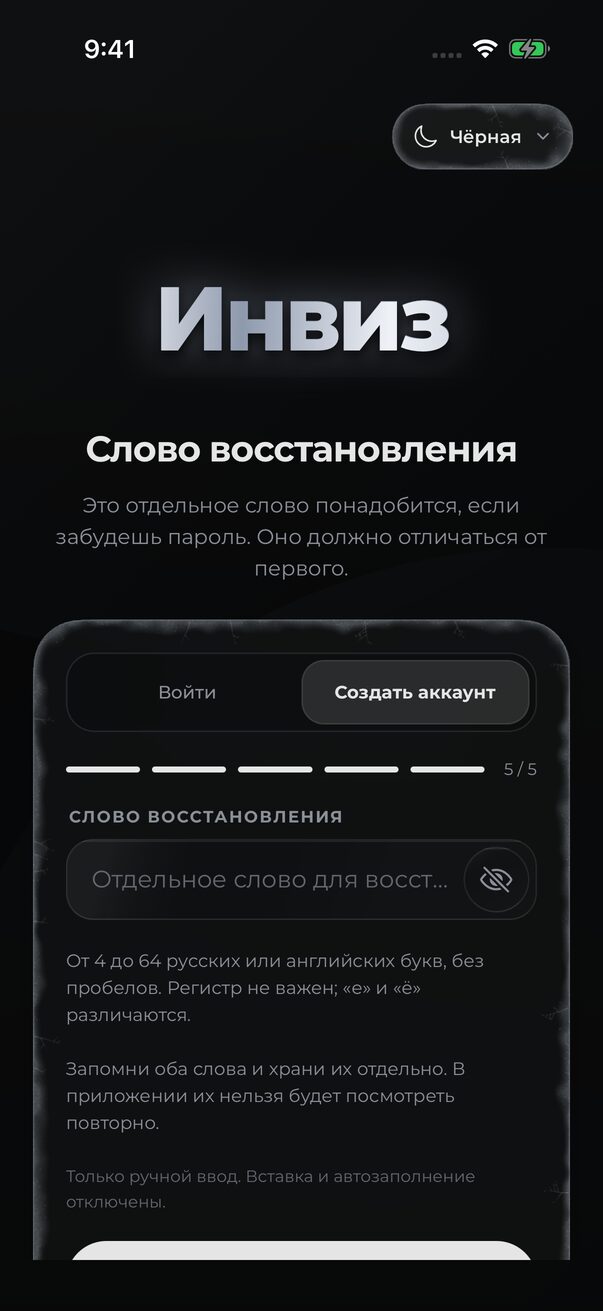 9:41
Чёрная
Инвиз
Слово восстановления
Это отдельное слово понадобится, если
забудешь пароль. Оно должно отличаться от
первого.
Войти
Создать аккаунт
5 / 5
СЛОВО ВОССТАНОВЛЕНИЯ
Отдельное слово для восст...
От 4 до 64 русских или английских букв, без
пробелов. Регистр не важен; «е» и «ё»
различаются.
Запомни оба слова и храни их отдельно. В
приложении их нельзя будет посмотреть
повторно.
Только ручной ввод. Вставка и автозаполнение
отключены.